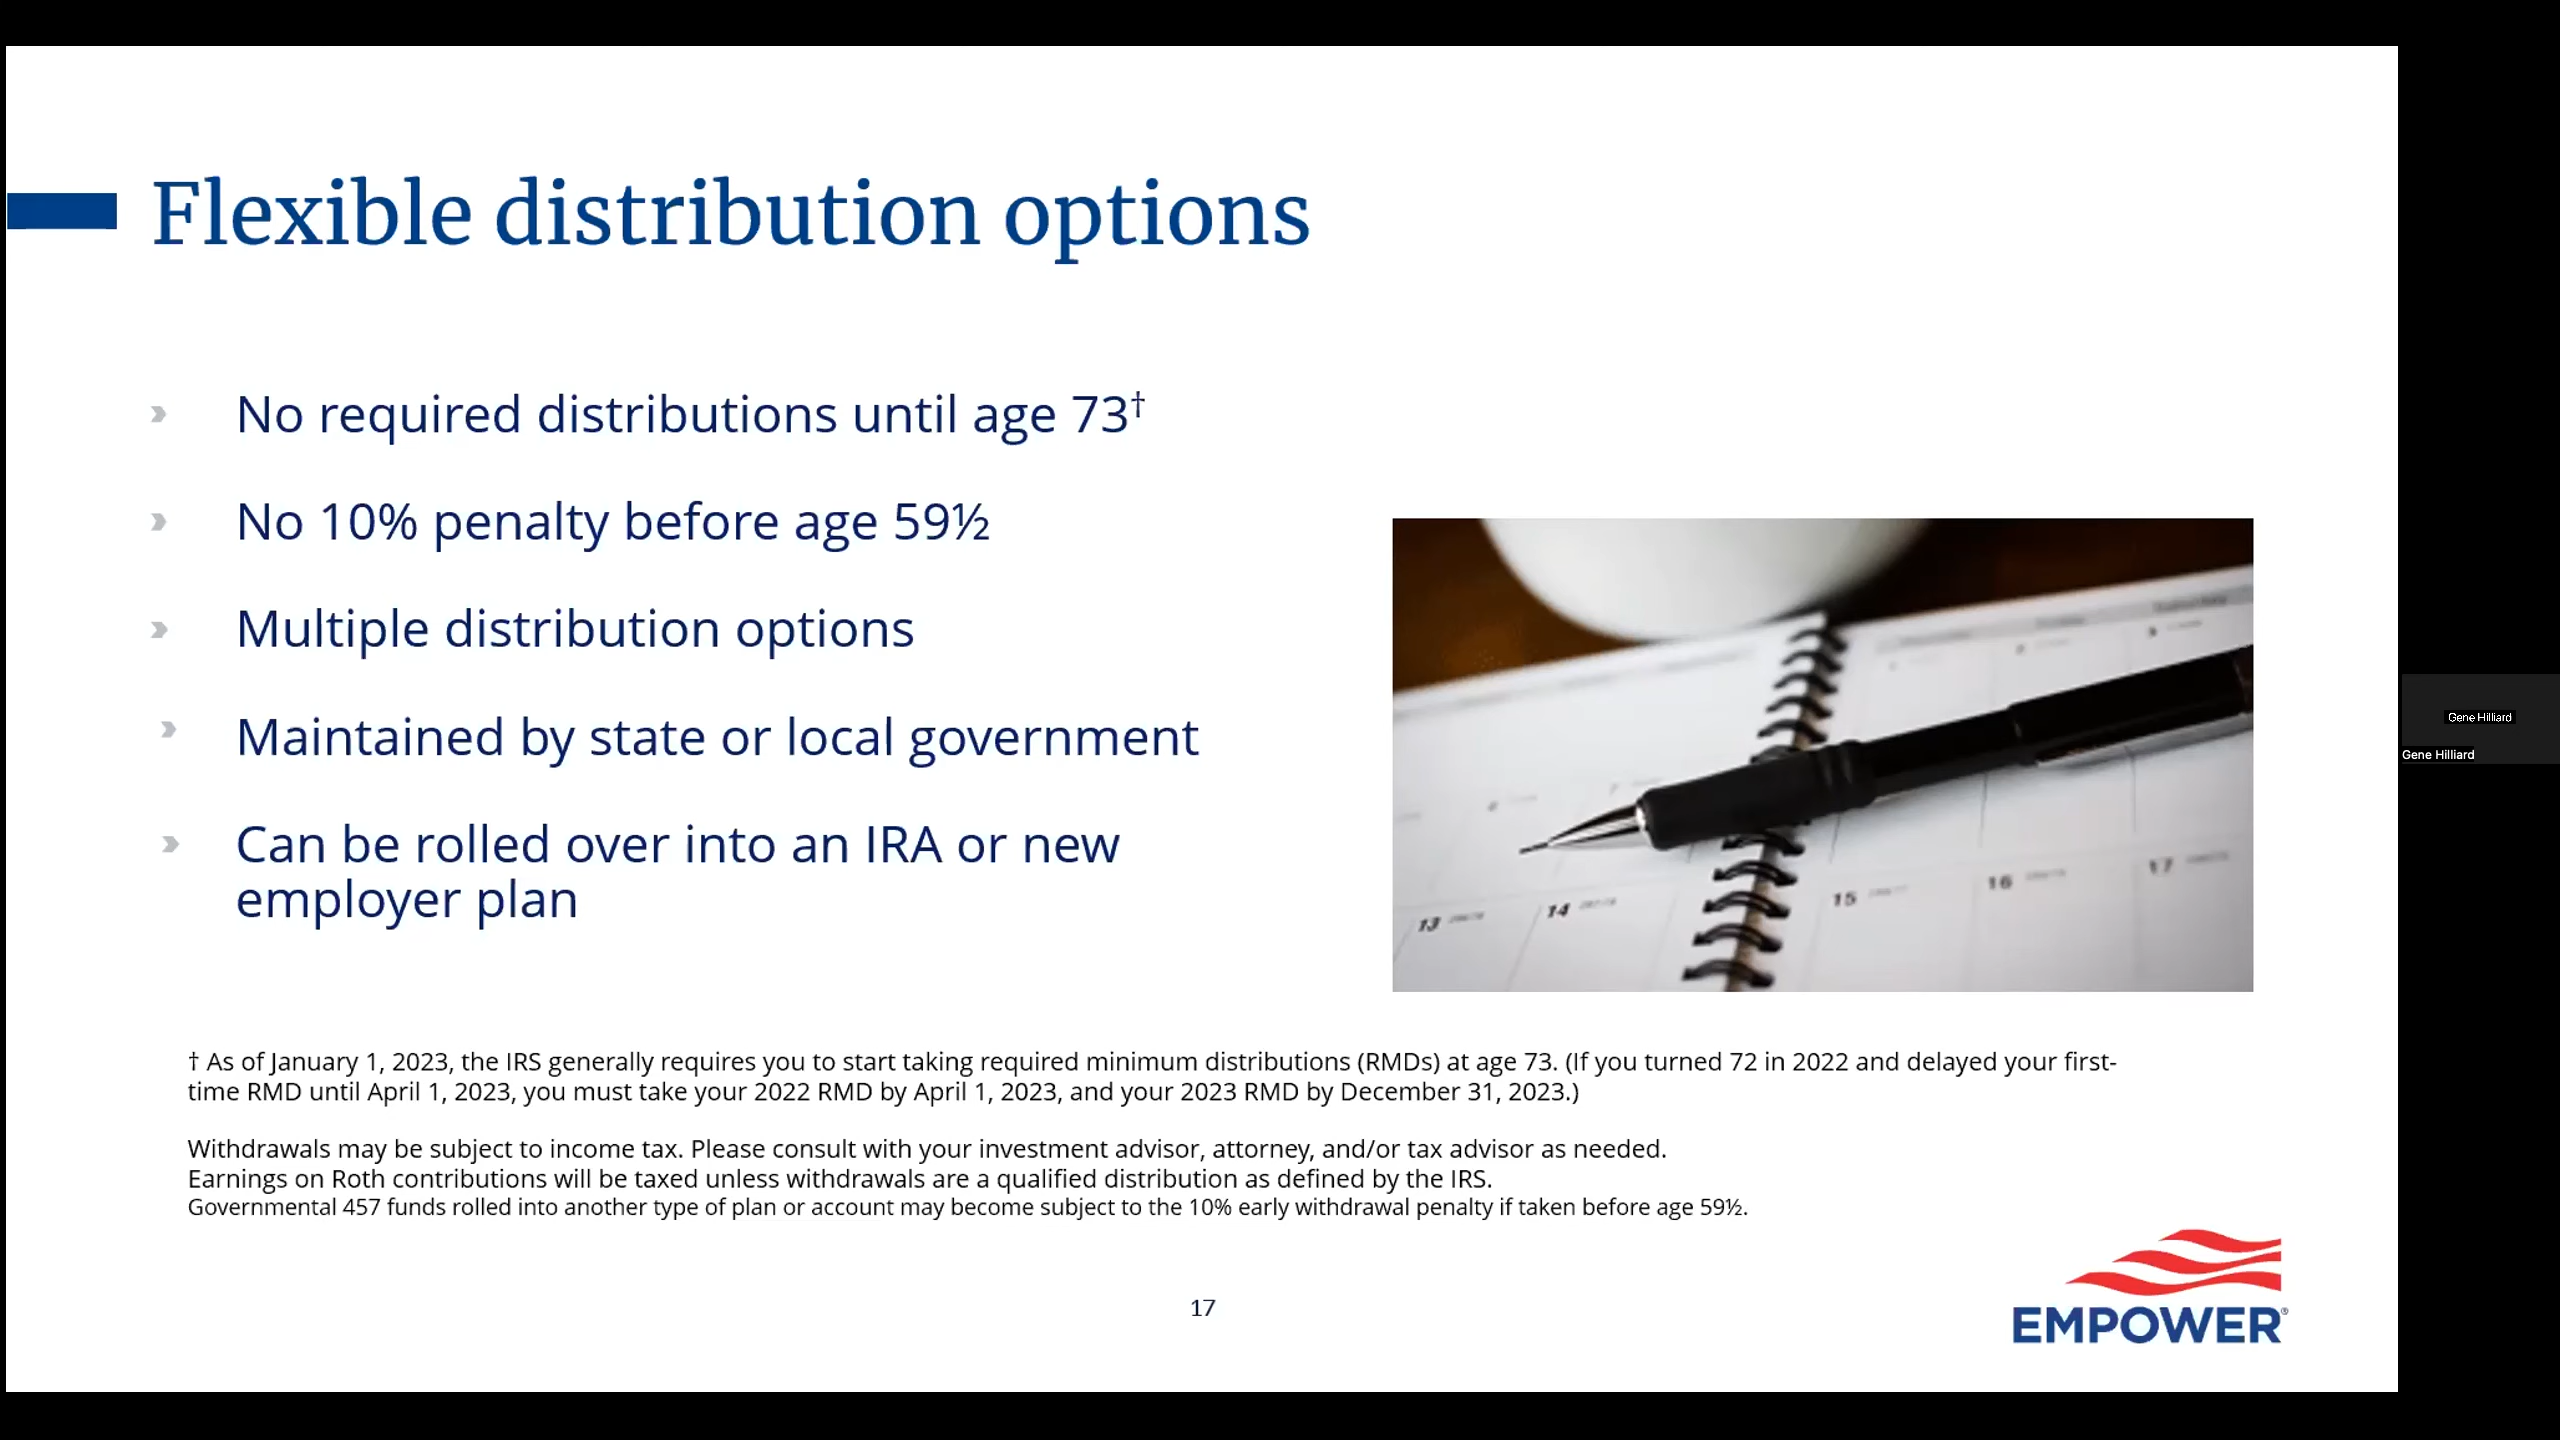 Flexible distribution options
No required distributions until age 73†
No 10% penalty before age 59½
Multiple distribution options
Maintained by state or local government
Can be rolled over into an IRA or new
employer plan
13
14
15
16
17
† As of January 1, 2023, the IRS generally requires you to start taking required minimum distributions (RMDs) at age 73. (If you turned 72 in 2022 and delayed your first-
time RMD until April 1, 2023, you must take your 2022 RMD by April 1, 2023, and your 2023 RMD by December 31, 2023.)
Withdrawals may be subject to income tax. Please consult with your investment advisor, attorney, and/or tax advisor as needed.
Earnings on Roth contributions will be taxed unless withdrawals are a qualified distribution as defined by the IRS.
Governmental 457 funds rolled into another type of plan or account may become subject to the 10% early withdrawal penalty if taken before age 59½.
17
EMPOWER®
Gene Hilliard
Gene Hilliard